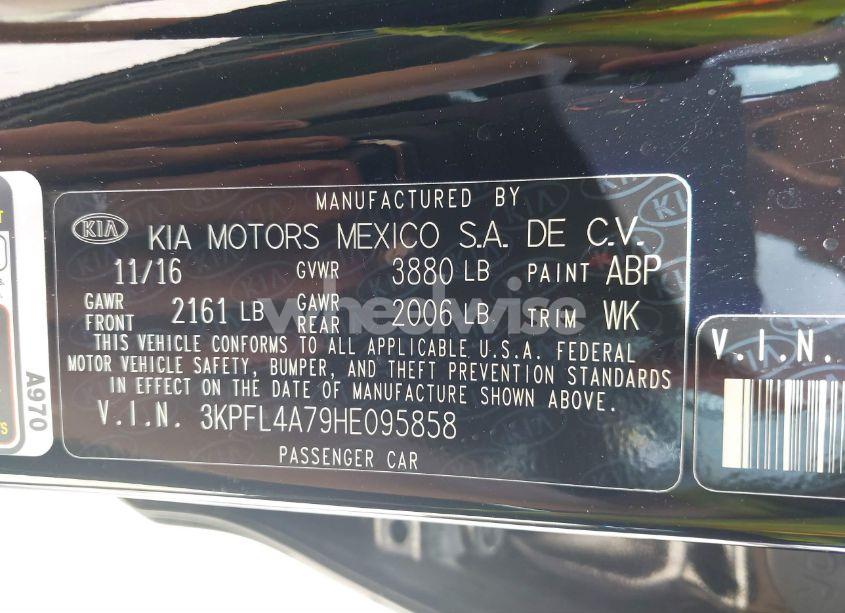 MANUFACTURED BY
KIA KIA MOTORS MEXICO S.A. DE C.V.
11/16 GVWR 3880 LB PAINT ABP
GAWR FRONT 2161 LB GAWR REAR 2006 LB TRIM WK
THIS VEHICLE CONFORMS TO ALL APPLICABLE U.S.A. FEDERAL
MOTOR VEHICLE SAFETY, BUMPER, AND THEFT PREVENTION STANDARDS
IN EFFECT ON THE DATE OF MANUFACTURE SHOWN ABOVE.
V.I.N. 3KPFL4A79HE095858
PASSENGER CAR
A970
V.I.N.
wheelwise